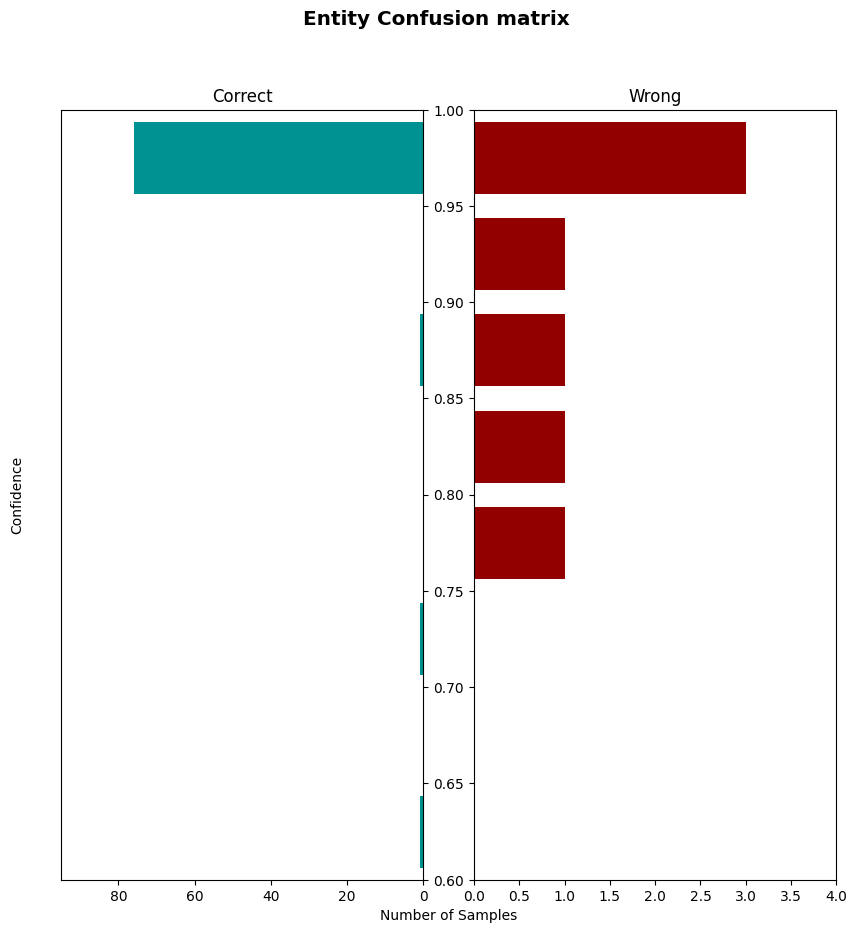 Entity Confusion matrix
Correct
Wrong
1.00
0.95
0.90
0.85
0.80
0.75
0.70
0.65
0.60
Confidence
80 60 40 20 0
0.0 0.5 1.0 1.5 2.0 2.5 3.0 3.5 4.0
Number of Samples